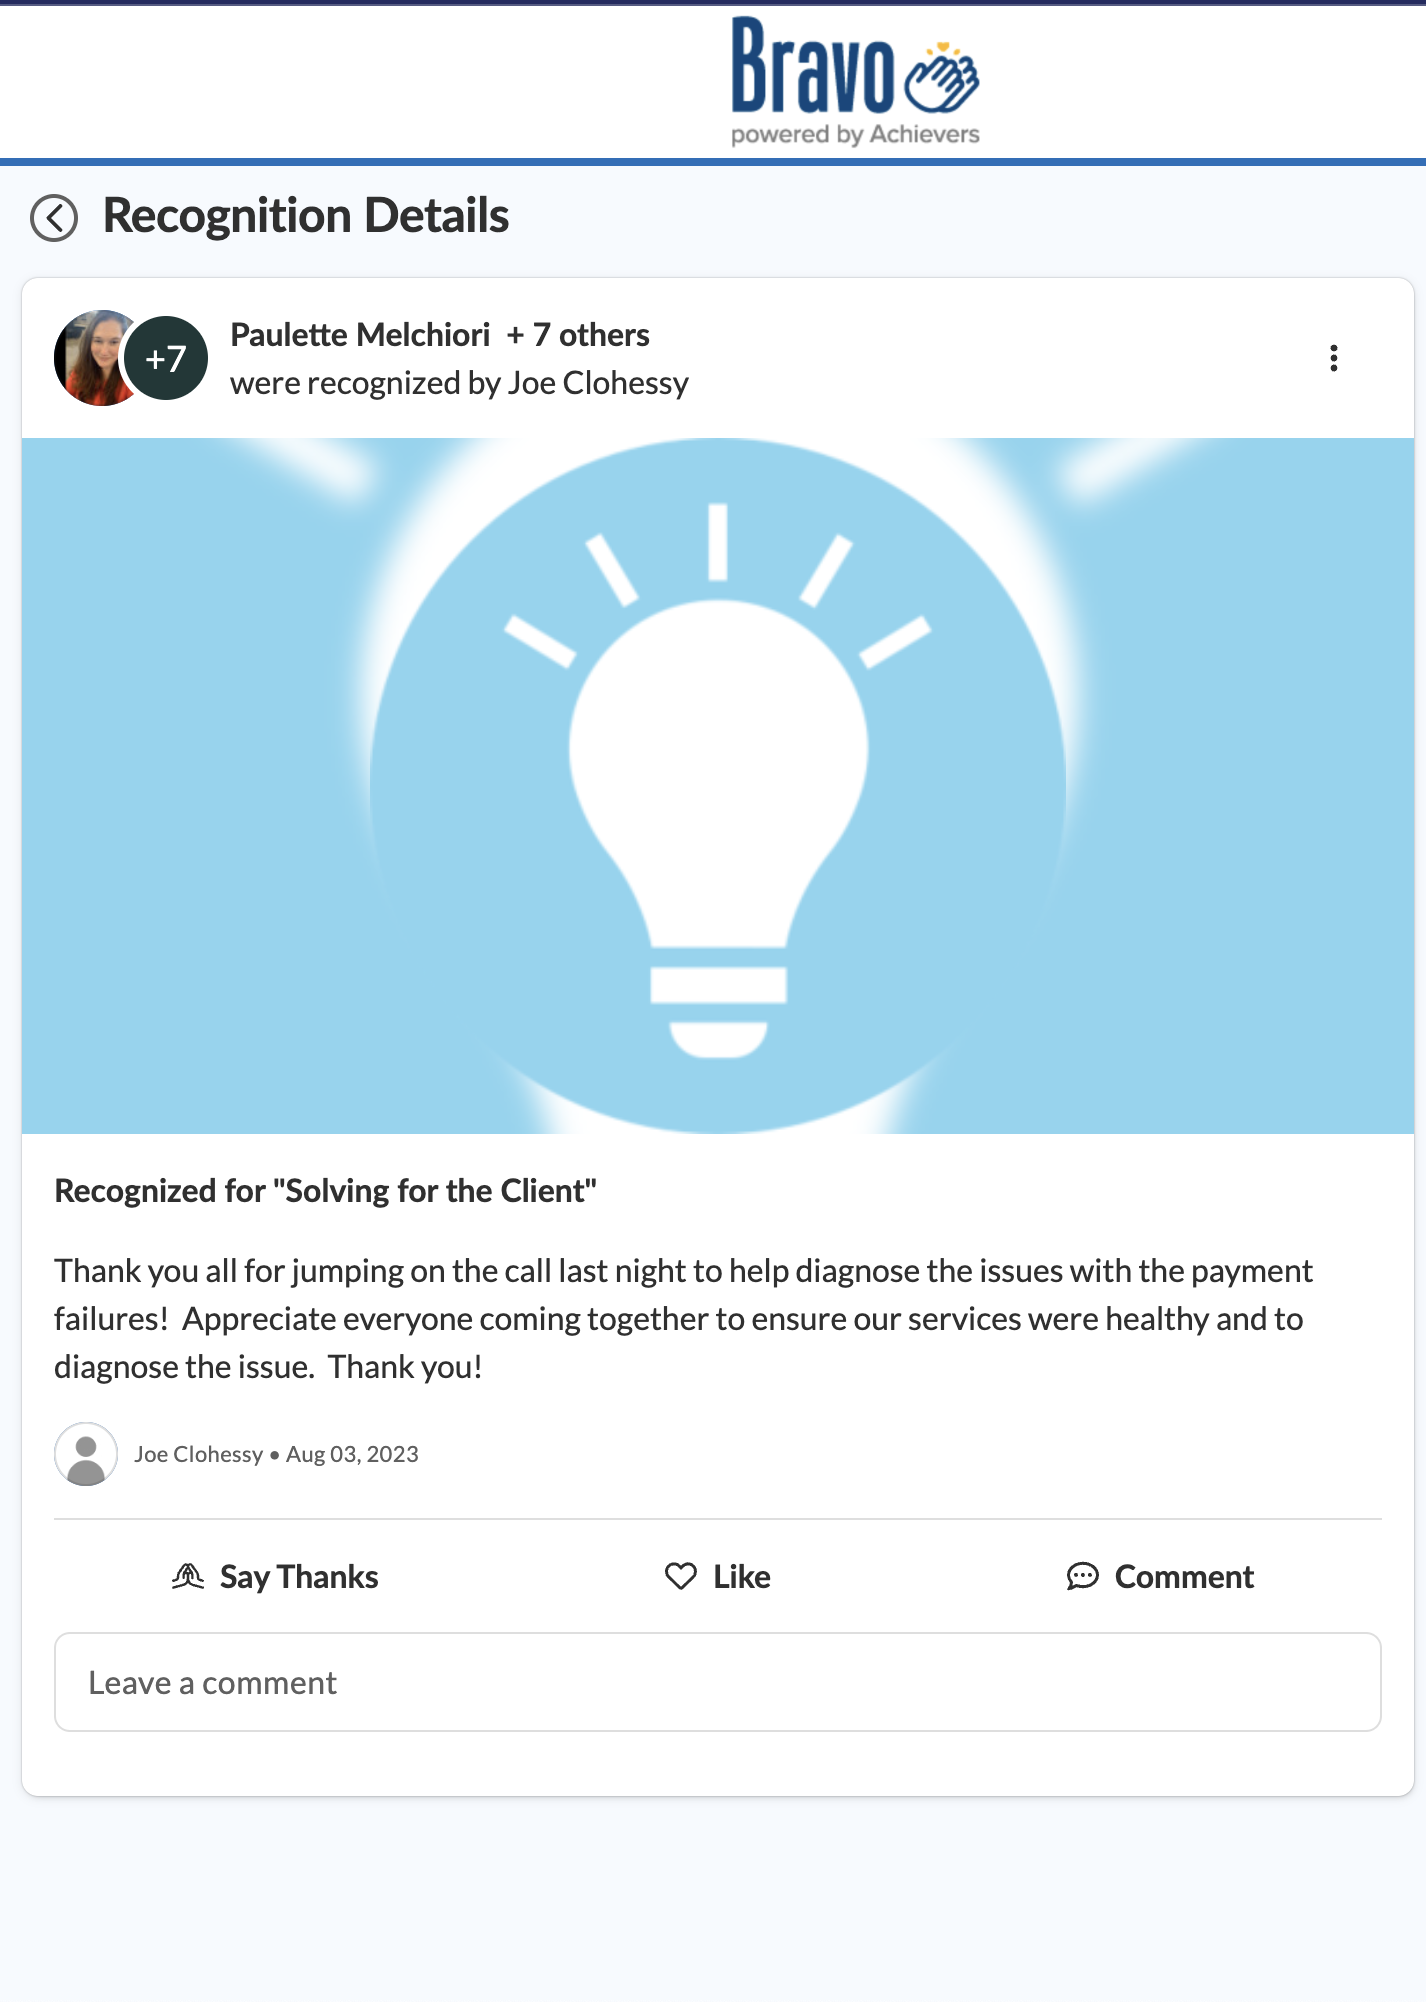 Bravo
powered by Achievers
Recognition Details
+7
Paulette Melchiori + 7 others
were recognized by Joe Clohessy
Recognized for "Solving for the Client"
Thank you all for jumping on the call last night to help diagnose the issues with the payment
failures!  Appreciate everyone coming together to ensure our services were healthy and to
diagnose the issue.  Thank you!
Joe Clohessy • Aug 03, 2023
Say Thanks
Like
Comment
Leave a comment